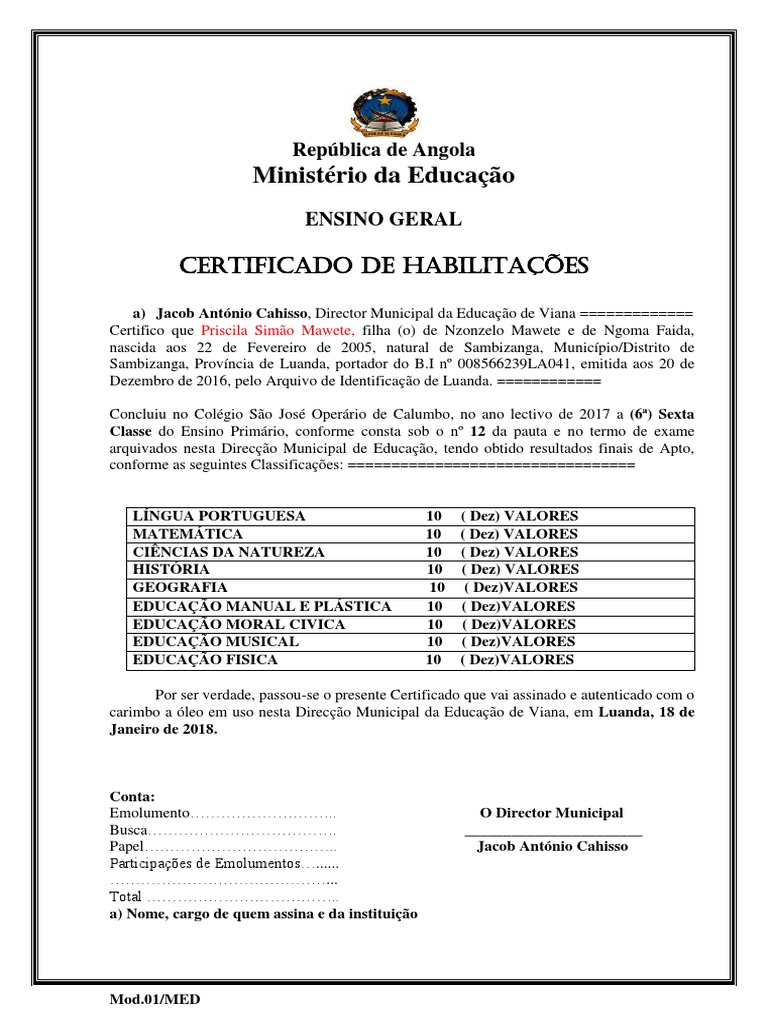 República de Angola
Ministério da Educação
ENSINO GERAL
CERTIFICADO DE HABILITAÇÕES
a) Jacob António Cahisso, Director Municipal da Educação de Viana =============
Certifico que Priscila Simão Mawete, filha (o) de Nzonzelo Mawete e de Ngoma Faida,
nascida aos 22 de Fevereiro de 2005, natural de Sambizanga, Município/Distrito de
Sambizanga, Província de Luanda, portador do B.I nº 008566239LA041, emitida aos 20 de
Dezembro de 2016, pelo Arquivo de Identificação de Luanda. ============
Concluiu no Colégio São José Operário de Calumbo, no ano lectivo de 2017 a (6ª) Sexta
Classe do Ensino Primário, conforme consta sob o nº 12 da pauta e no termo de exame
arquivados nesta Direcção Municipal de Educação, tendo obtido resultados finais de Apto,
conforme as seguintes Classificações: =================================
LÍNGUA PORTUGUESA 10 ( Dez) VALORES
MATEMÁTICA 10 ( Dez) VALORES
CIÊNCIAS DA NATUREZA 10 ( Dez) VALORES
HISTÓRIA 10 ( Dez) VALORES
GEOGRAFIA 10 ( Dez)VALORES
EDUCAÇÃO MANUAL E PLÁSTICA 10 ( Dez)VALORES
EDUCAÇÃO MORAL CIVICA 10 ( Dez)VALORES
EDUCAÇÃO MUSICAL 10 ( Dez)VALORES
EDUCAÇÃO FISICA 10 ( Dez)VALORES
Por ser verdade, passou-se o presente Certificado que vai assinado e autenticado com o
carimbo a óleo em uso nesta Direcção Municipal da Educação de Viana, em Luanda, 18 de
Janeiro de 2018.
Conta:
Emolumento………………………..
Busca……………………………….
Papel………………………………..
Participações de Emolumentos…......
……………………………………...
Total ………………………………..
a) Nome, cargo de quem assina e da instituição
O Director Municipal
_______________________
Jacob António Cahisso
Mod.01/MED